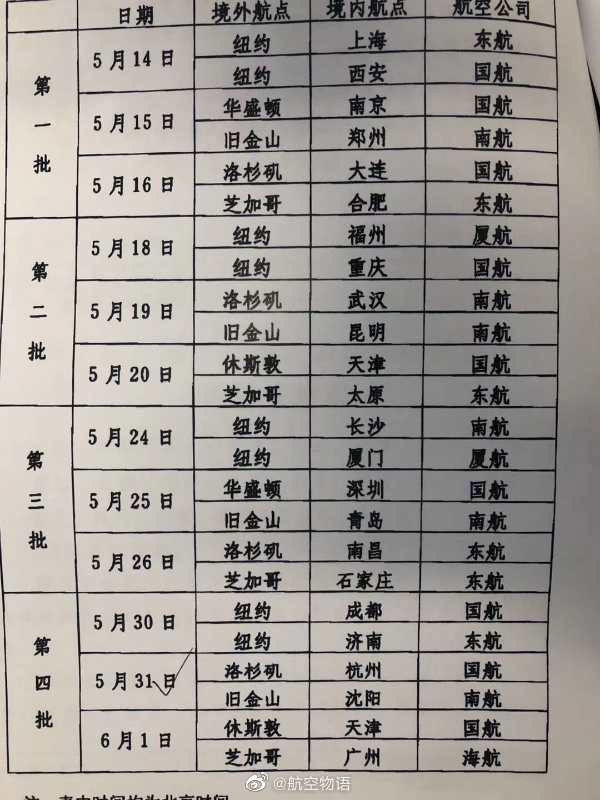 日期 境外航点 境内航点 航空公司
第一批
5月14日 纽约 上海 东航
纽约 西安 国航
5月15日 华盛顿 南京 国航
旧金山 郑州 南航
5月16日 洛杉矶 大连 国航
芝加哥 合肥 东航
第二批
5月18日 纽约 福州 厦航
纽约 重庆 国航
5月19日 洛杉矶 武汉 南航
旧金山 昆明 南航
5月20日 休斯敦 天津 国航
芝加哥 太原 东航
第三批
5月24日 纽约 长沙 南航
纽约 厦门 厦航
5月25日 华盛顿 深圳 国航
旧金山 青岛 南航
5月26日 洛杉矶 南昌 东航
芝加哥 石家庄 东航
第四批
5月30日 纽约 成都 国航
纽约 济南 东航
5月31日 洛杉矶 杭州 国航
旧金山 沈阳 南航
6月1日 休斯敦 天津 国航
芝加哥 广州 海航
@航空物语